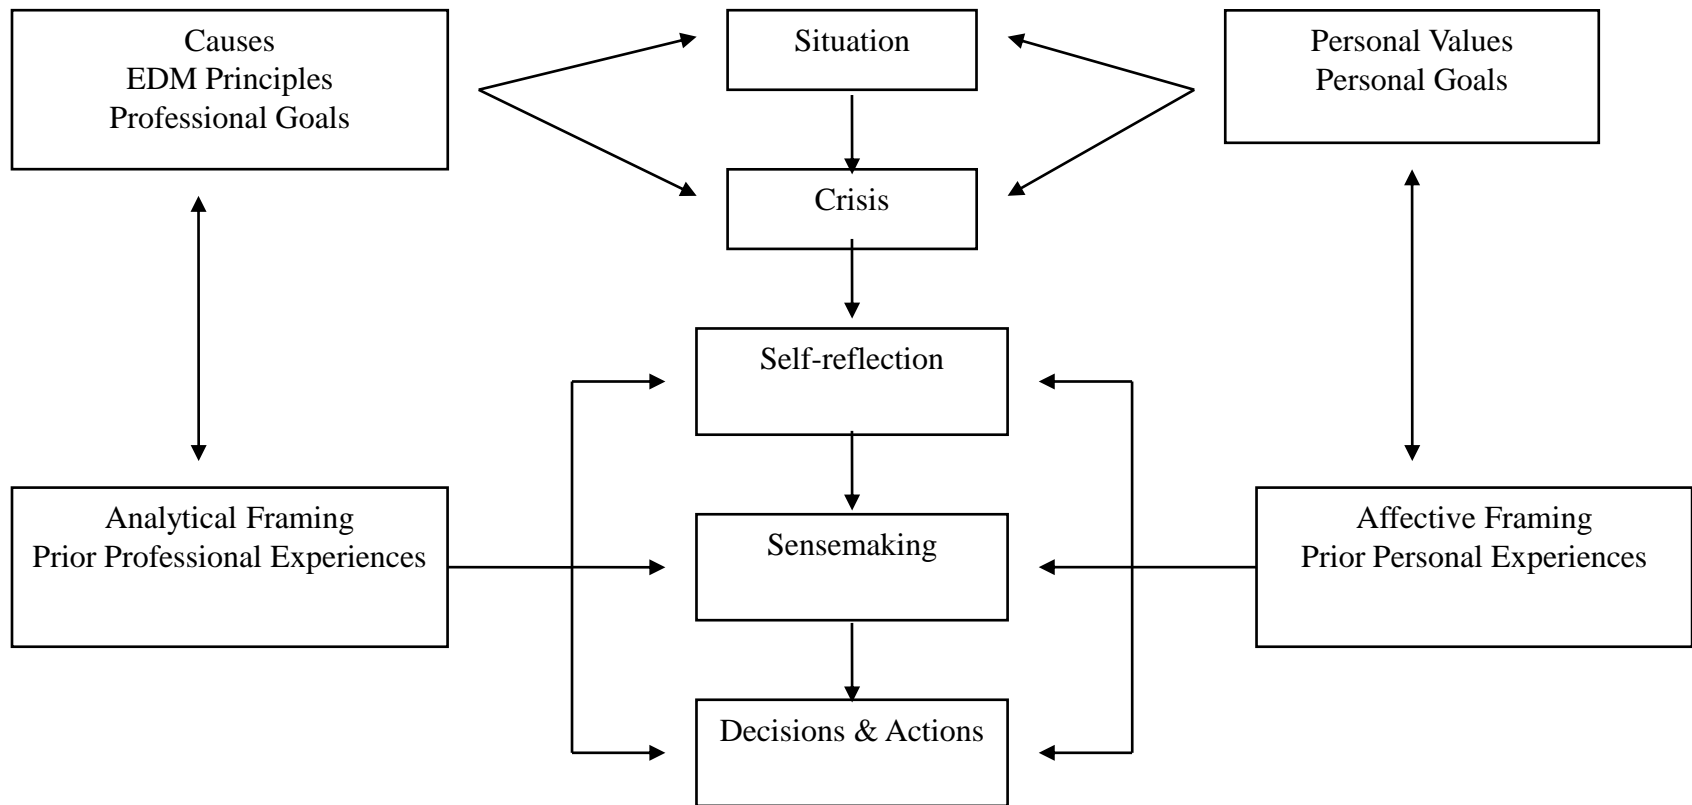 Causes
EDM Principles
Professional Goals
Situation
Personal Values
Personal Goals
Crisis
Self-reflection
Analytical Framing
Prior Professional Experiences
Sensemaking
Affective Framing
Prior Personal Experiences
Decisions & Actions